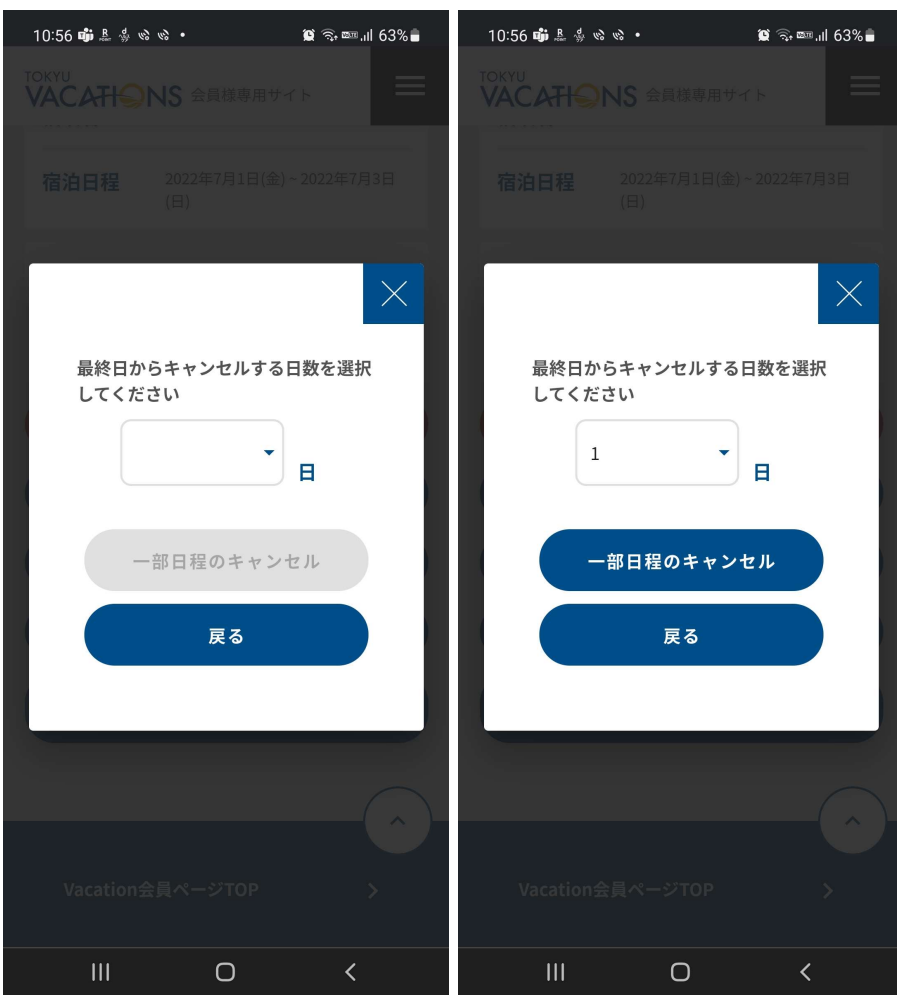 10:56
63%
TOKYU
VACATIONS 会員様専用サイト
宿泊日程
2022年7月1日(金) ~ 2022年7月3日
(日)
最終日からキャンセルする日数を選択
してください
日
一部日程のキャンセル
戻る
Vacation会員ページTOP
10:56
63%
TOKYU
VACATIONS 会員様専用サイト
宿泊日程
2022年7月1日(金) ~ 2022年7月3日
(日)
最終日からキャンセルする日数を選択
してください
1
日
一部日程のキャンセル
戻る
Vacation会員ページTOP